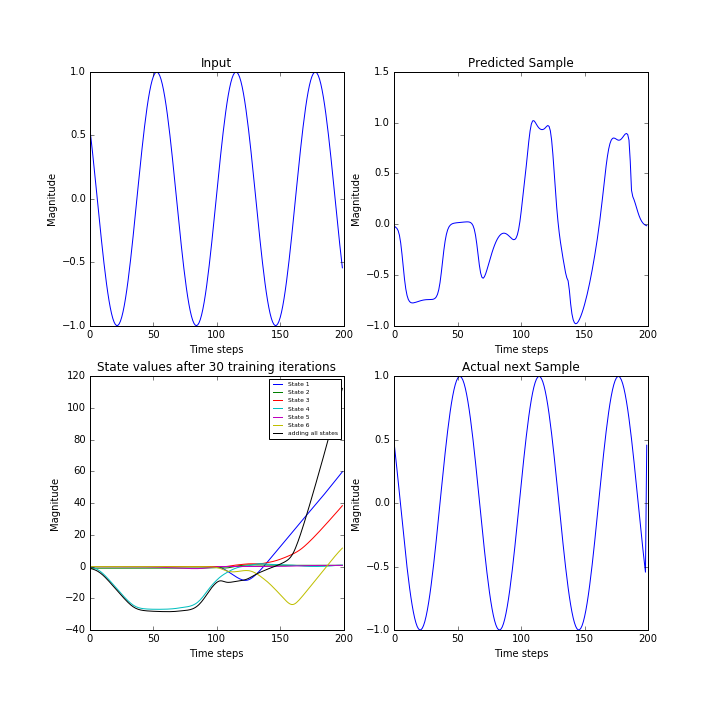 Input
1.0
0.5
0.0
−0.5
−1.0
Magnitude
0 50 100 150 200
Time steps
Predicted Sample
1.5
1.0
0.5
0.0
−0.5
−1.0
Magnitude
0 50 100 150 200
Time steps
State values after 30 training iterations
120
100
80
60
40
20
0
−20
−40
Magnitude
State 1
State 2
State 3
State 4
State 5
State 6
adding all states
0 50 100 150 200
Time steps
Actual next Sample
1.0
0.5
0.0
−0.5
−1.0
Magnitude
0 50 100 150 200
Time steps